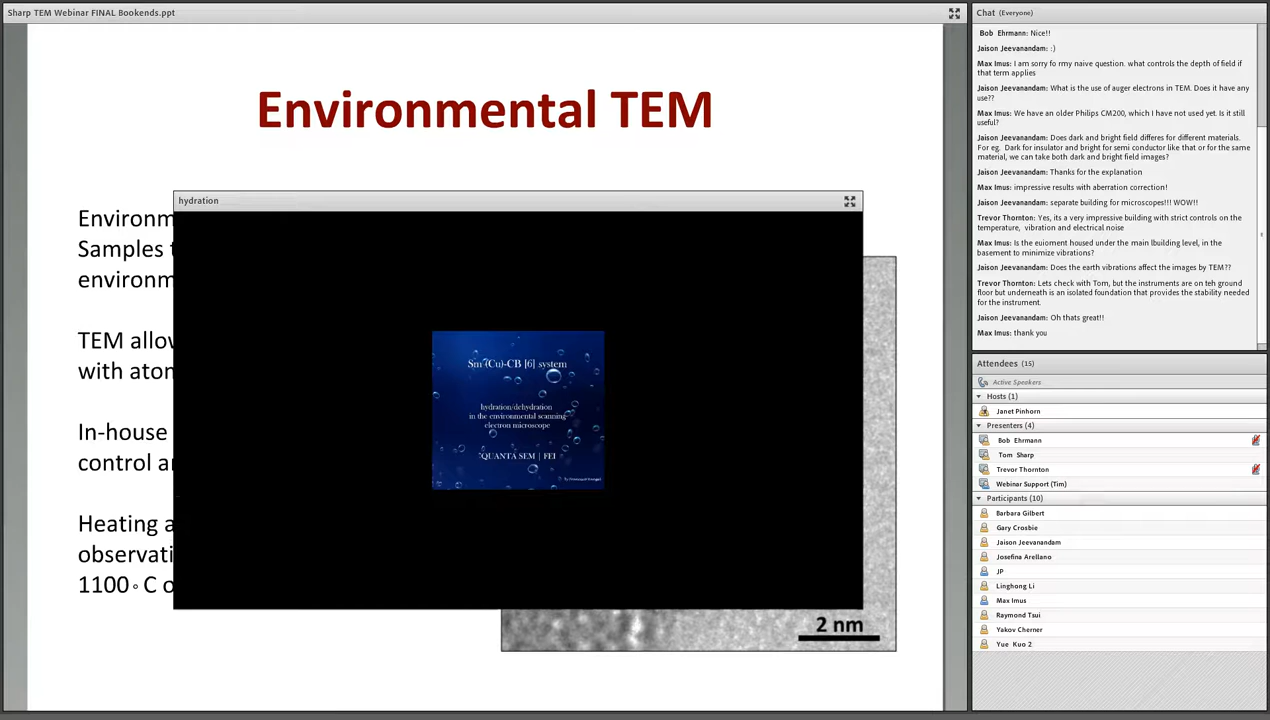 Sharp TEM Webinar FINAL Bookends.ppt
Environmental TEM
Environm
Samples t
environm
TEM allov
with aton
In-house
control an
Heating a
observati
1100◦C o
hydration
Sm (Cu)-CB [6] system
hydration/dehydration
in the environmental scanning
electron microscope
QUANTA SEM | FEI
2 nm
Chat (Everyone)
Bob Ehrmann: Nice!!
Jaison Jeevanandam: :)
Max Imus: I am sorry fo rmy naive question. what controls the depth of field if
that term applies
Jaison Jeevanandam: What is the use of auger electrons in TEM. Does it have any
use??
Max Imus: We have an older Philips CM200, which I have not used yet. Is it still
useful?
Jaison Jeevanandam: Does dark and bright field differes for different materials.
For eg. Dark for insulator and bright for semi conductor like that or for the same
material, we can take both dark and bright field images?
Jaison Jeevanandam: Thanks for the explanation
Max Imus: impressive results with aberration correction!
Jaison Jeevanandam: separate building for microscopes!!! WOW!!
Trevor Thornton: Yes, its a very impressive building with strict controls on the
temperature, vibration and electrical noise
Max Imus: Is the euioment housed under the main lbuilding level, in the
basement to minimize vibrations?
Jaison Jeevanandam: Does the earth vibrations affect the images by TEM??
Trevor Thornton: Lets check with Tom, but the instruments are on teh ground
floor but underneath is an isolated foundation that provides the stability needed
for the instrument.
Jaison Jeevanandam: Oh thats great!!
Max Imus: thank you
Attendees (15)
Active Speakers
Hosts (1)
Janet Pinhorn
Presenters (4)
Bob Ehrmann
Tom Sharp
Trevor Thornton
Webinar Support (Tim)
Participants (10)
Barbara Gilbert
Gary Crosbie
Jaison Jeevanandam
Josefina Arellano
JP
Linghong Li
Max Imus
Raymond Tsui
Yakov Cherner
Yue Kuo 2